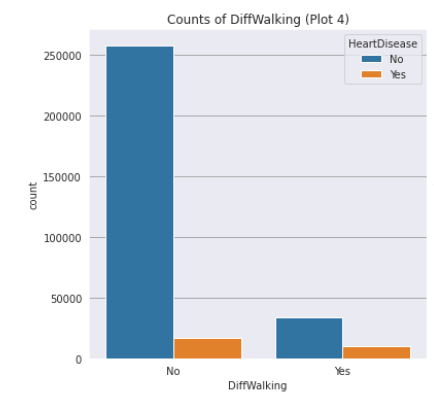 Counts of DiffWalking (Plot 4)
HeartDisease
No
Yes
250000
200000
150000
100000
50000
0
count
No Yes
DiffWalking